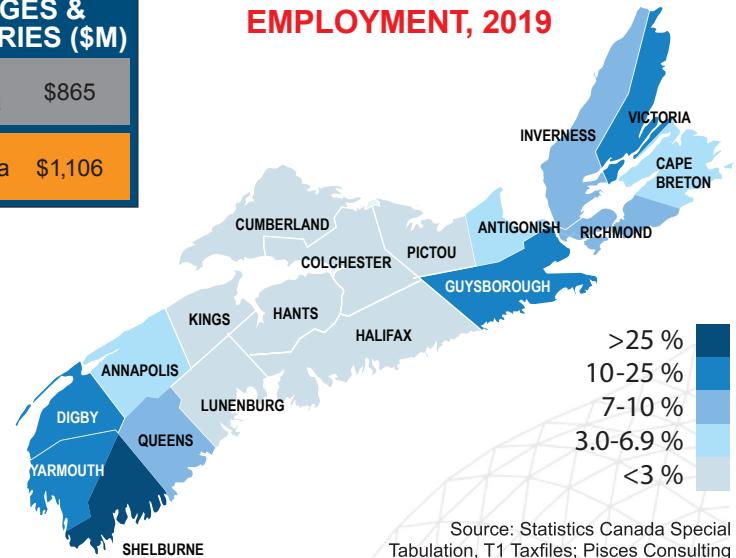 GES &
RIES ($M)
$865
a $1,106
EMPLOYMENT, 2019
VICTORIA
INVERNESS
CAPE
BRETON
CUMBERLAND
ANTIGONISH
RICHMOND
PICTOU
COLCHESTER
GUYSBOROUGH
KINGS
HANTS
HALIFAX
ANNAPOLIS
LUNENBURG
DIGBY
QUEENS
YARMOUTH
SHELBURNE
>25 %
10-25 %
7-10 %
3.0-6.9 %
<3 %
Source: Statistics Canada Special
Tabulation, T1 Taxfiles; Pisces Consulting